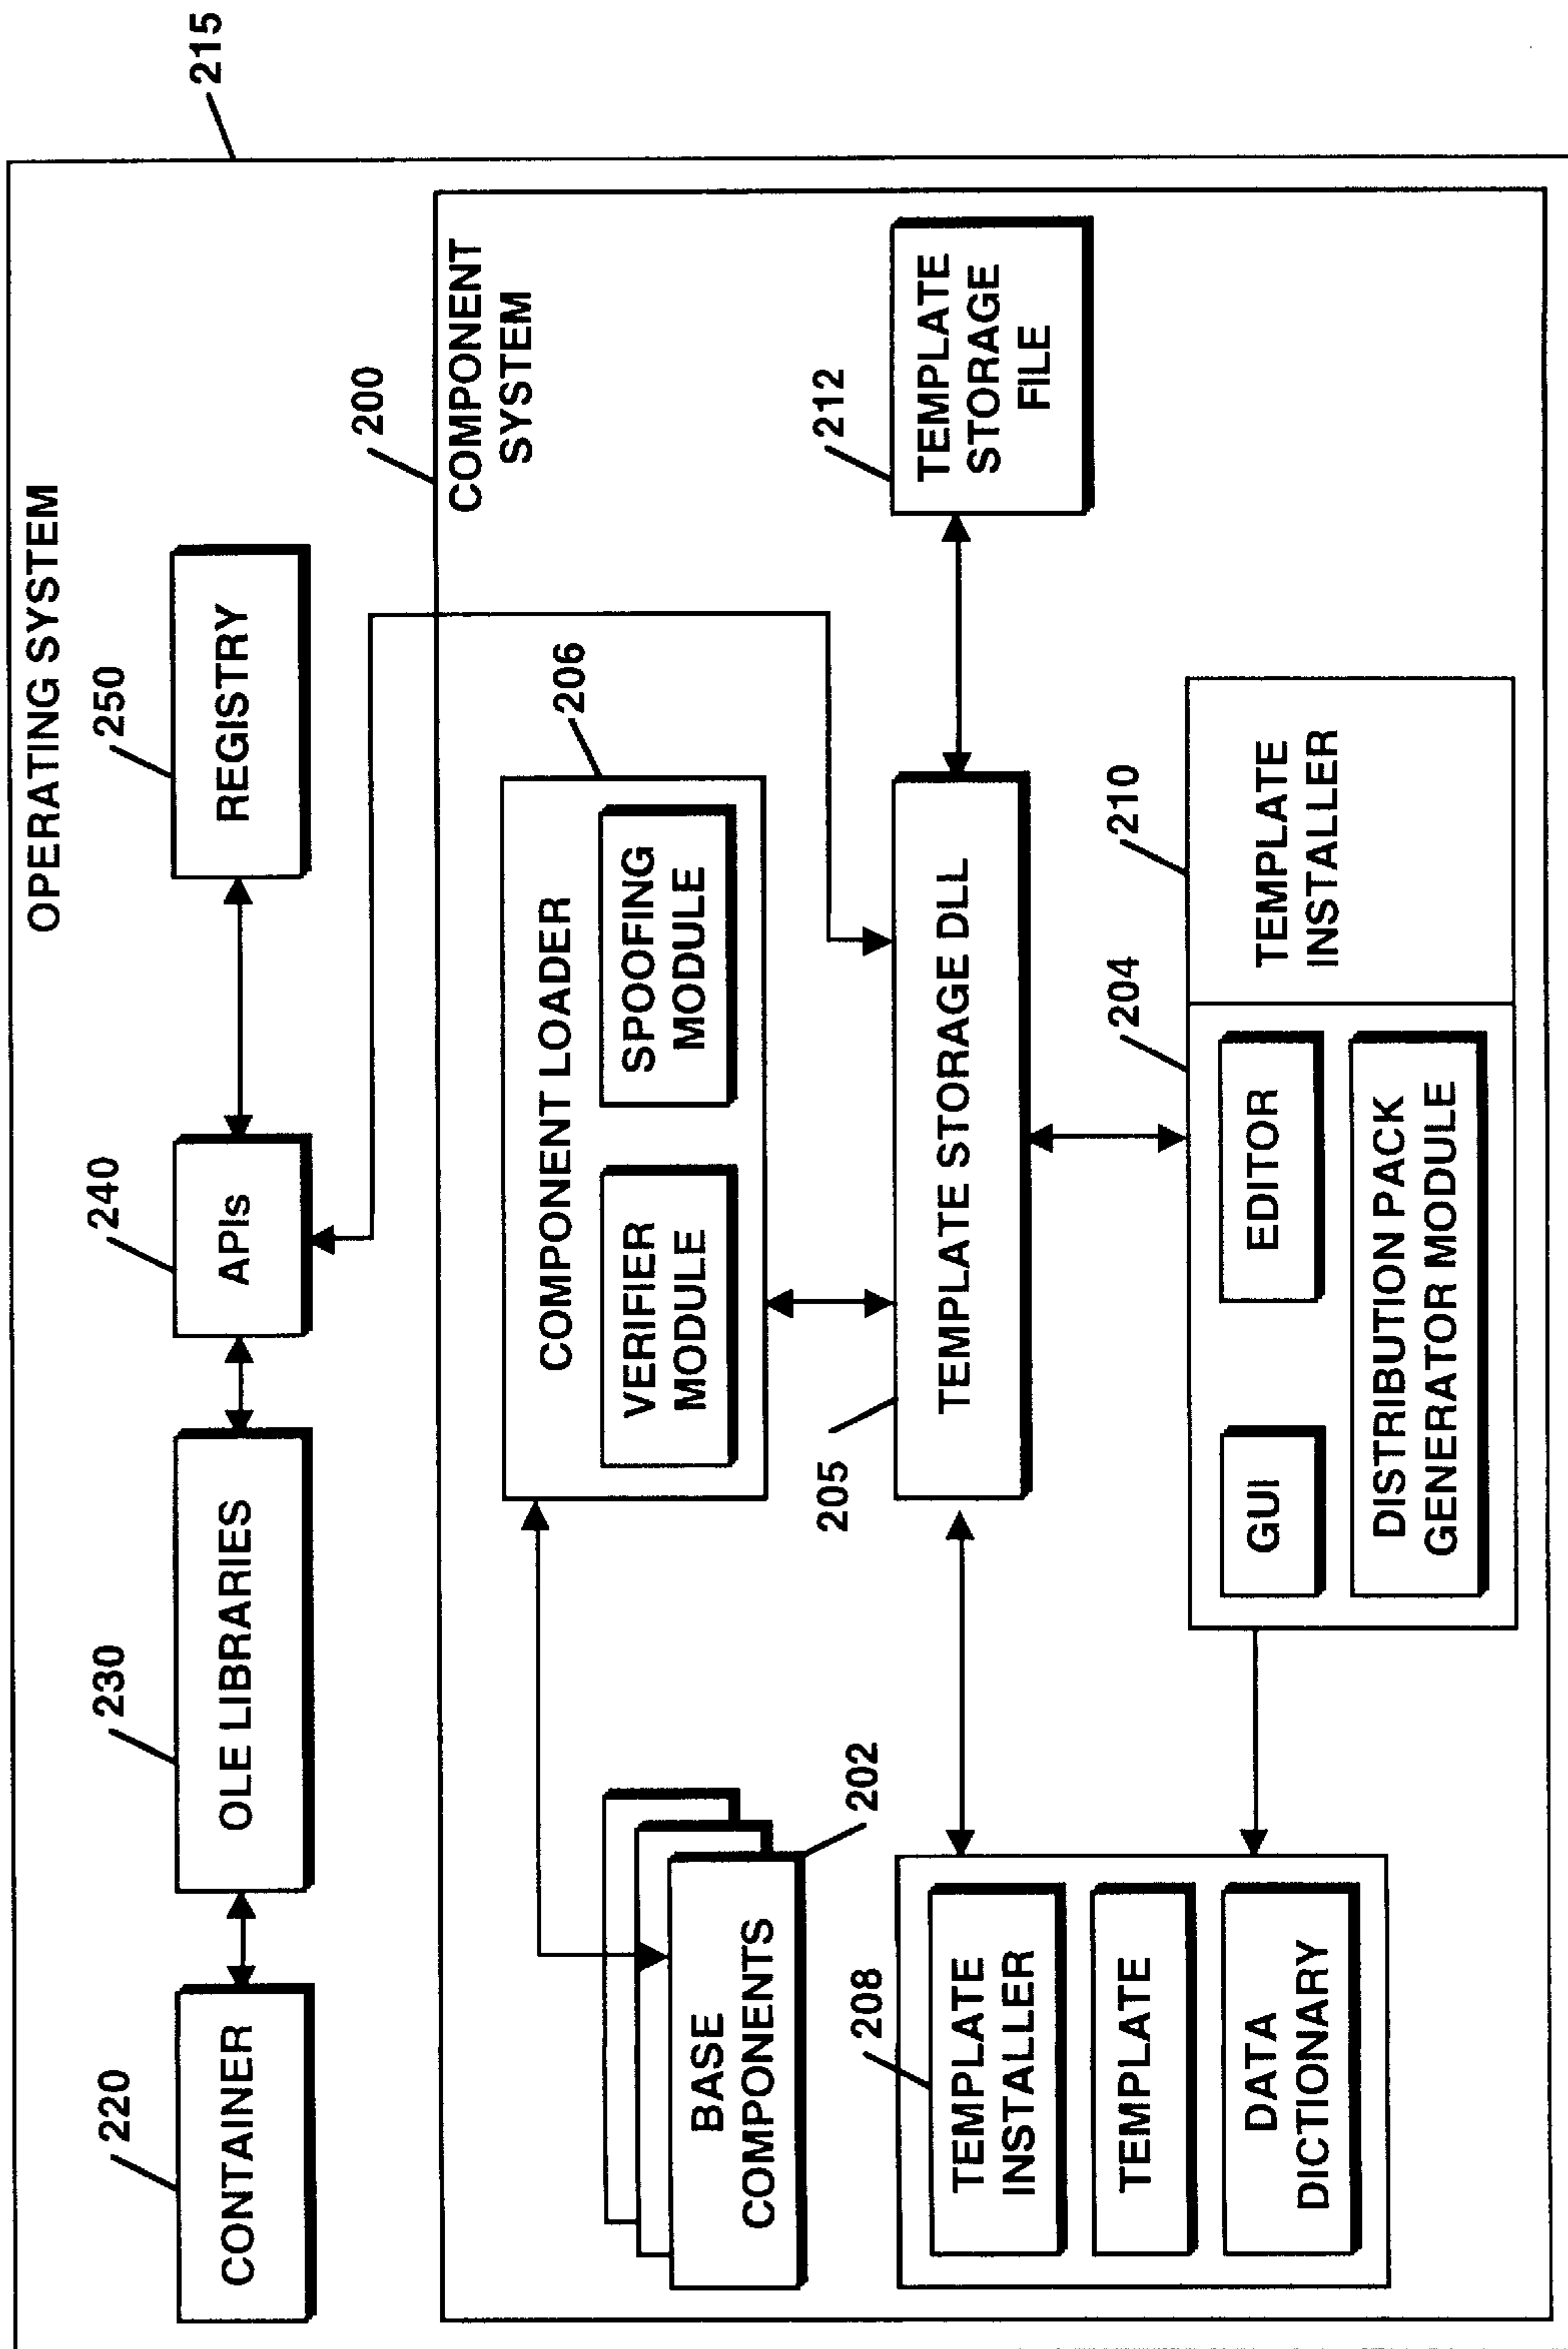 OPERATING SYSTEM
215
220
CONTAINER
230
OLE LIBRARIES
240
APIs
250
REGISTRY
200
COMPONENT
SYSTEM
BASE
COMPONENTS
202
COMPONENT LOADER
206
VERIFIER
MODULE
SPOOFING
MODULE
208
TEMPLATE
INSTALLER
TEMPLATE
DATA
DICTIONARY
205
TEMPLATE STORAGE DLL
212
TEMPLATE
STORAGE
FILE
204
GUI
EDITOR
DISTRIBUTION PACK
GENERATOR MODULE
210
TEMPLATE
INSTALLER